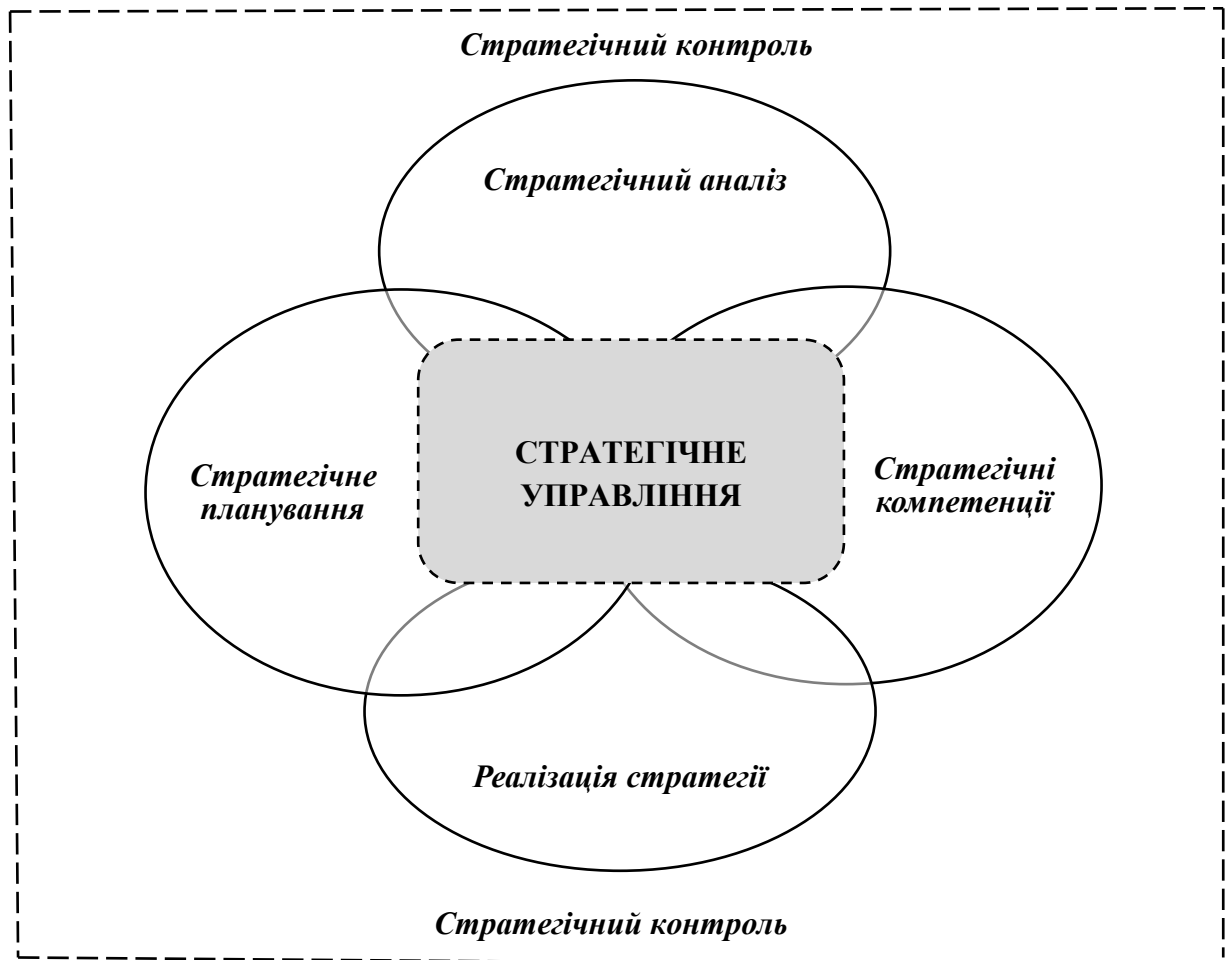 Стратегічний контроль
Стратегічний аналіз
Стратегічне
планування
СТРАТЕГІЧНЕ
УПРАВЛІННЯ
Стратегічні
компетенції
Реалізація стратегії
Стратегічний контроль